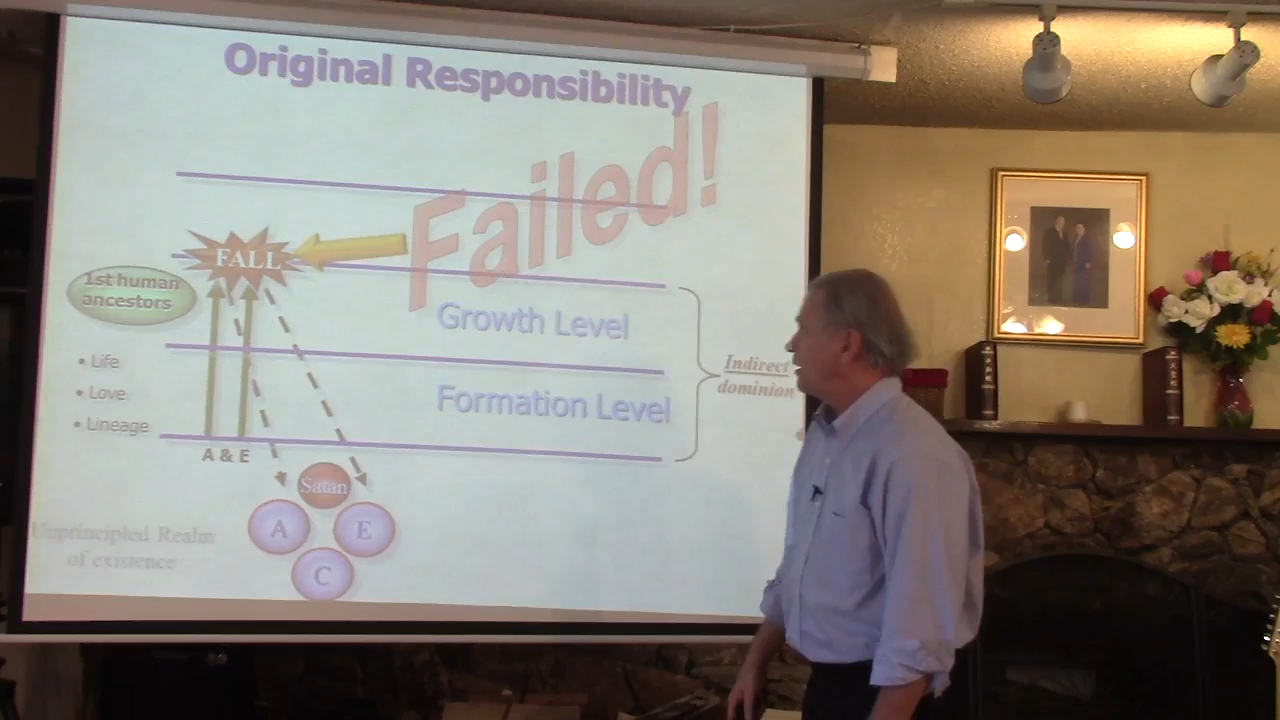 Original Responsibility
Failed!
FALL
1st human
ancestors
Growth Level
Indirect
dominion
• Life
• Love
• Lineage
Formation Level
A & E
Satan
A
E
C
Unprincipled Realm
of existence